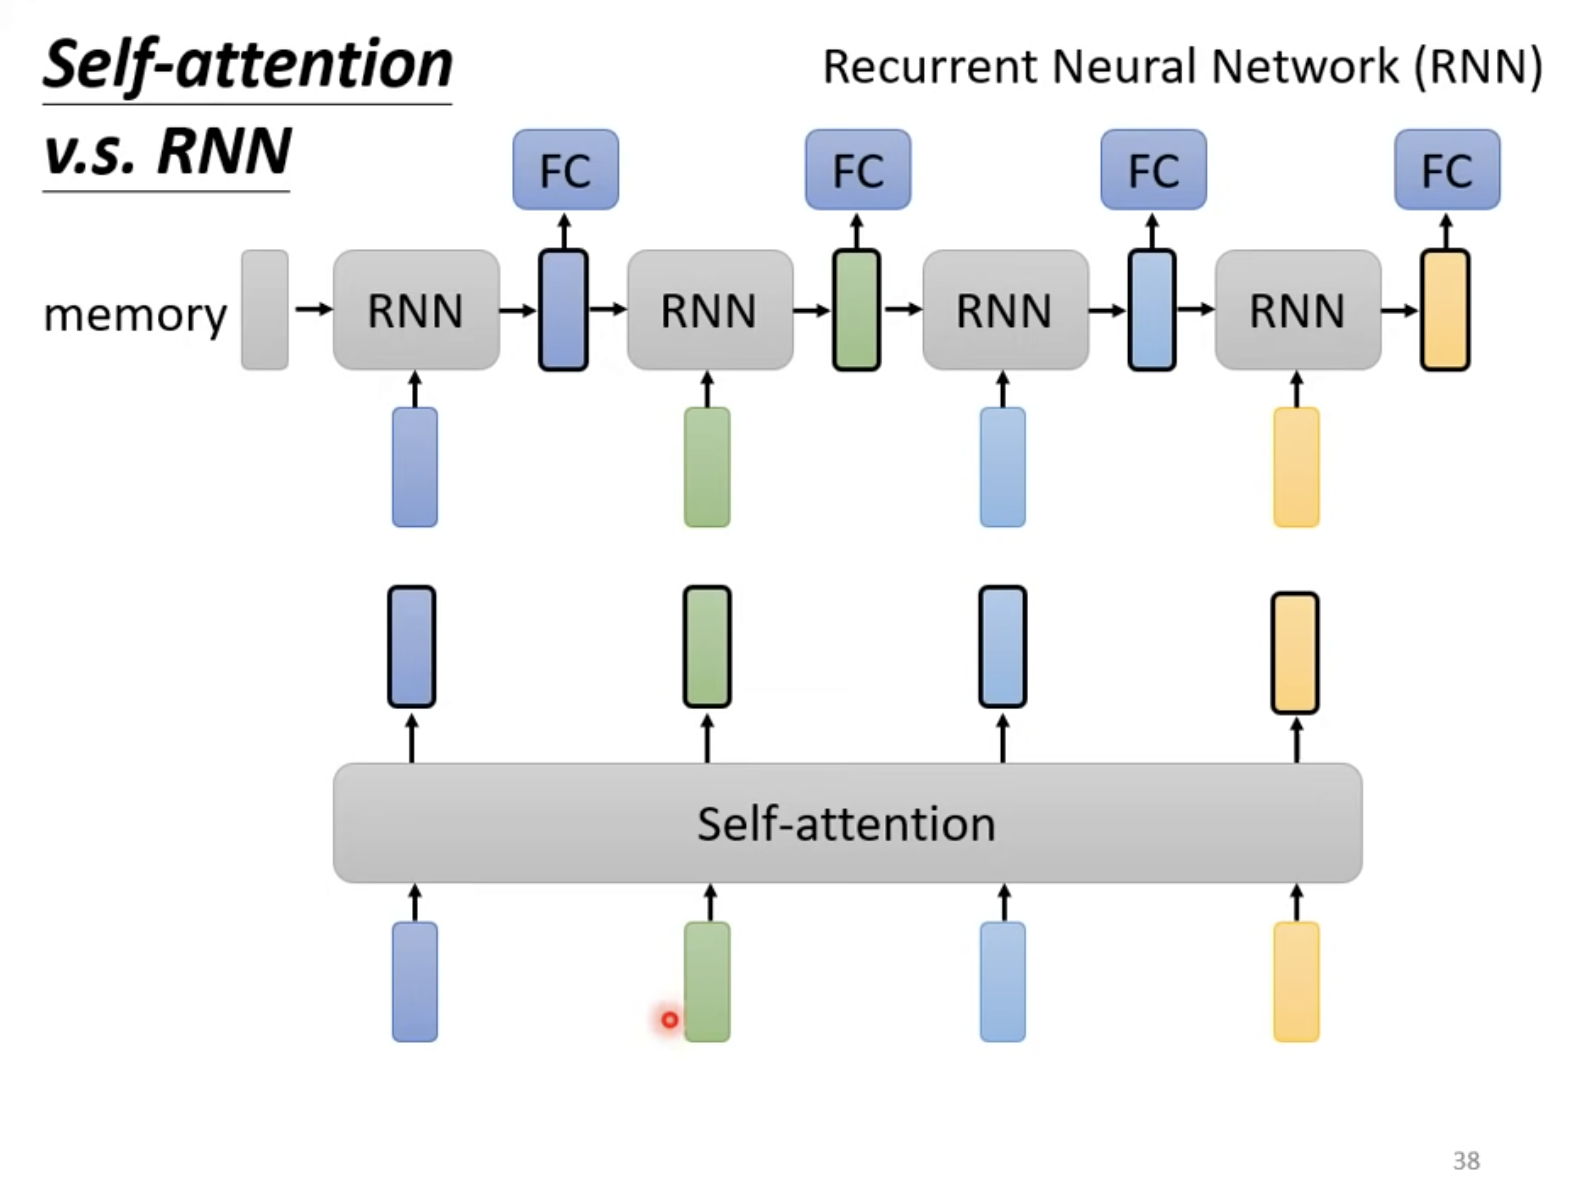 Self-attention
v.s. RNN
Recurrent Neural Network (RNN)
FC
FC
FC
FC
memory
RNN
RNN
RNN
RNN
Self-attention
38